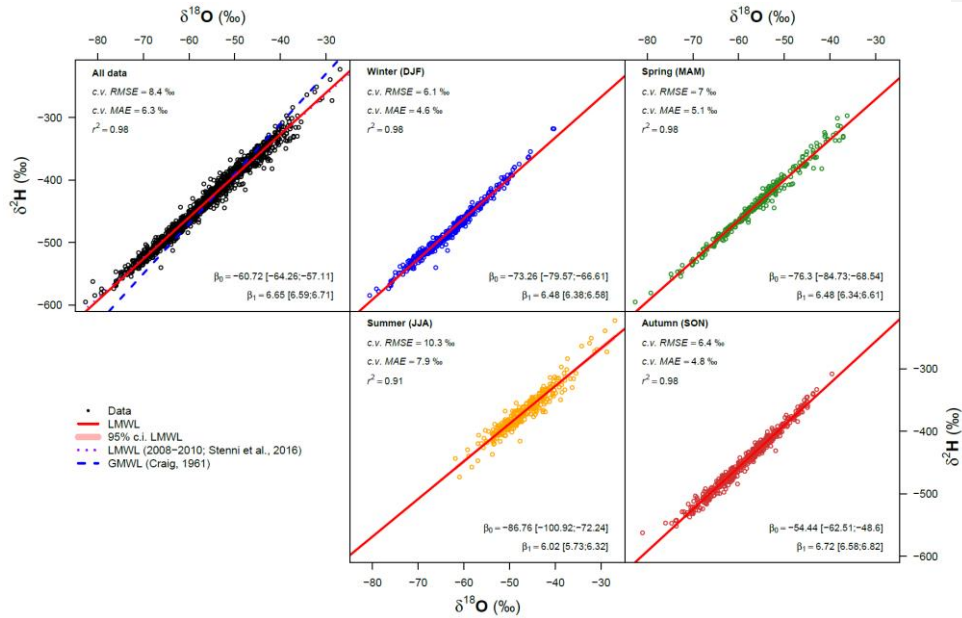 δ¹⁸O (‰) δ¹⁸O (‰)
−80 −70 −60 −50 −40 −30 −80 −70 −60 −50 −40 −30
All data
c.v. RMSE = 8.4 ‰
c.v. MAE = 6.3 ‰
r² = 0.98
β₀ = −60.72 [−64.26;−57.11]
β₁ = 6.65 [6.59;6.71]
Winter (DJF)
c.v. RMSE = 6.1 ‰
c.v. MAE = 4.6 ‰
r² = 0.98
β₀ = −73.26 [−79.57;−66.61]
β₁ = 6.48 [6.38;6.58]
Spring (MAM)
c.v. RMSE = 7 ‰
c.v. MAE = 5.1 ‰
r² = 0.98
β₀ = −76.3 [−84.73;−68.54]
β₁ = 6.48 [6.34;6.61]
δ²H (‰)
−300
−400
−500
−600
Summer (JJA)
c.v. RMSE = 10.3 ‰
c.v. MAE = 7.9 ‰
r² = 0.91
β₀ = −86.76 [−100.92;−72.24]
β₁ = 6.02 [5.73;6.32]
Autumn (SON)
c.v. RMSE = 6.4 ‰
c.v. MAE = 4.8 ‰
r² = 0.98
β₀ = −54.44 [−62.51;−48.6]
β₁ = 6.72 [6.58;6.82]
−300
−400
−500
−600
δ²H (‰)
Data
LMWL
95% c.i. LMWL
LMWL (2008−2010; Stenni et al., 2016)
GMWL (Craig, 1961)
−80 −70 −60 −50 −40 −30
δ¹⁸O (‰)